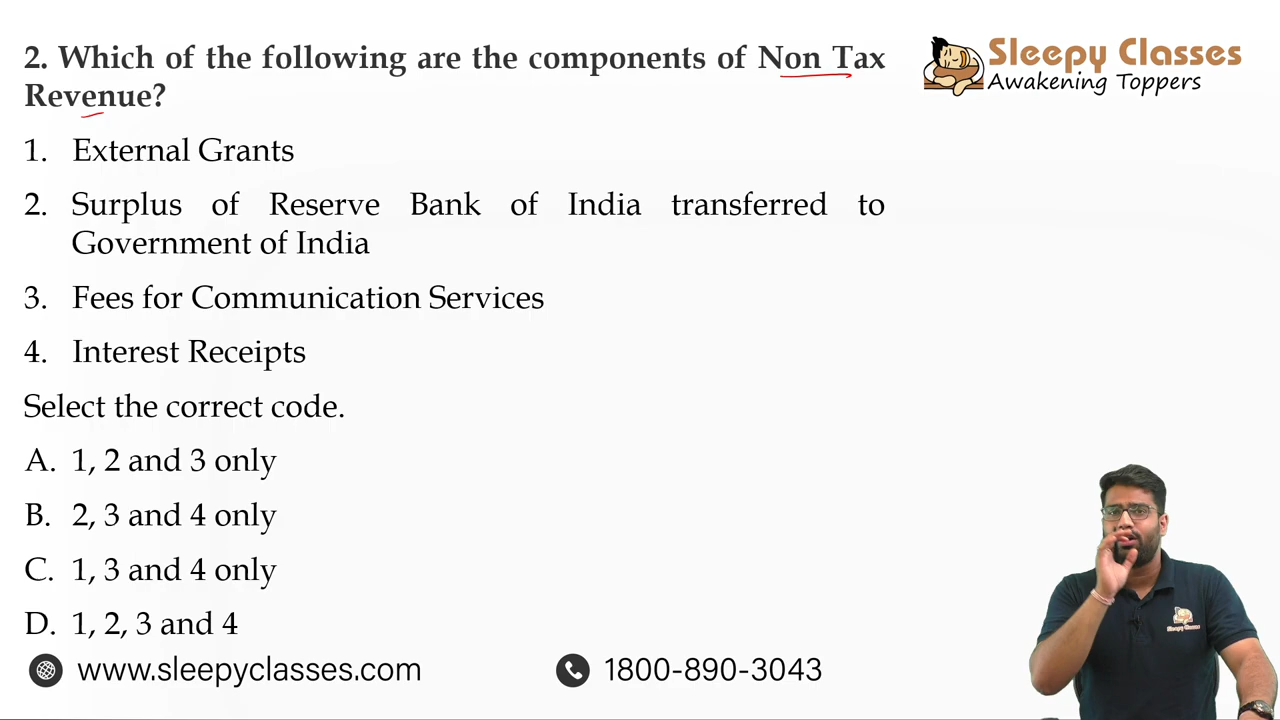 2. Which of the following are the components of Non Tax
Revenue?
Sleepy Classes
Awakening Toppers
1. External Grants
2. Surplus of Reserve Bank of India transferred to
Government of India
3. Fees for Communication Services
4. Interest Receipts
Select the correct code.
A. 1, 2 and 3 only
B. 2, 3 and 4 only
C. 1, 3 and 4 only
D. 1, 2, 3 and 4
Sleepy Classes
www.sleepyclasses.com
1800-890-3043